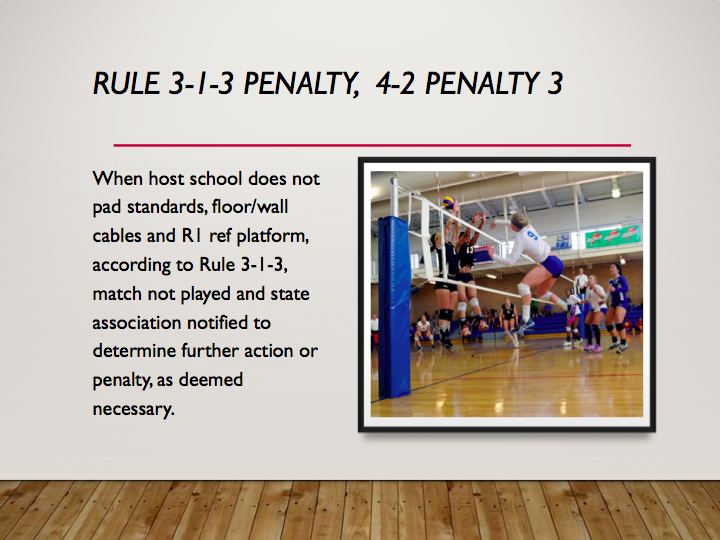 RULE 3-1-3 PENALTY, 4-2 PENALTY 3
When host school does not
pad standards, floor/wall
cables and R1 ref platform,
according to Rule 3-1-3,
match not played and state
association notified to
determine further action or
penalty, as deemed
necessary.